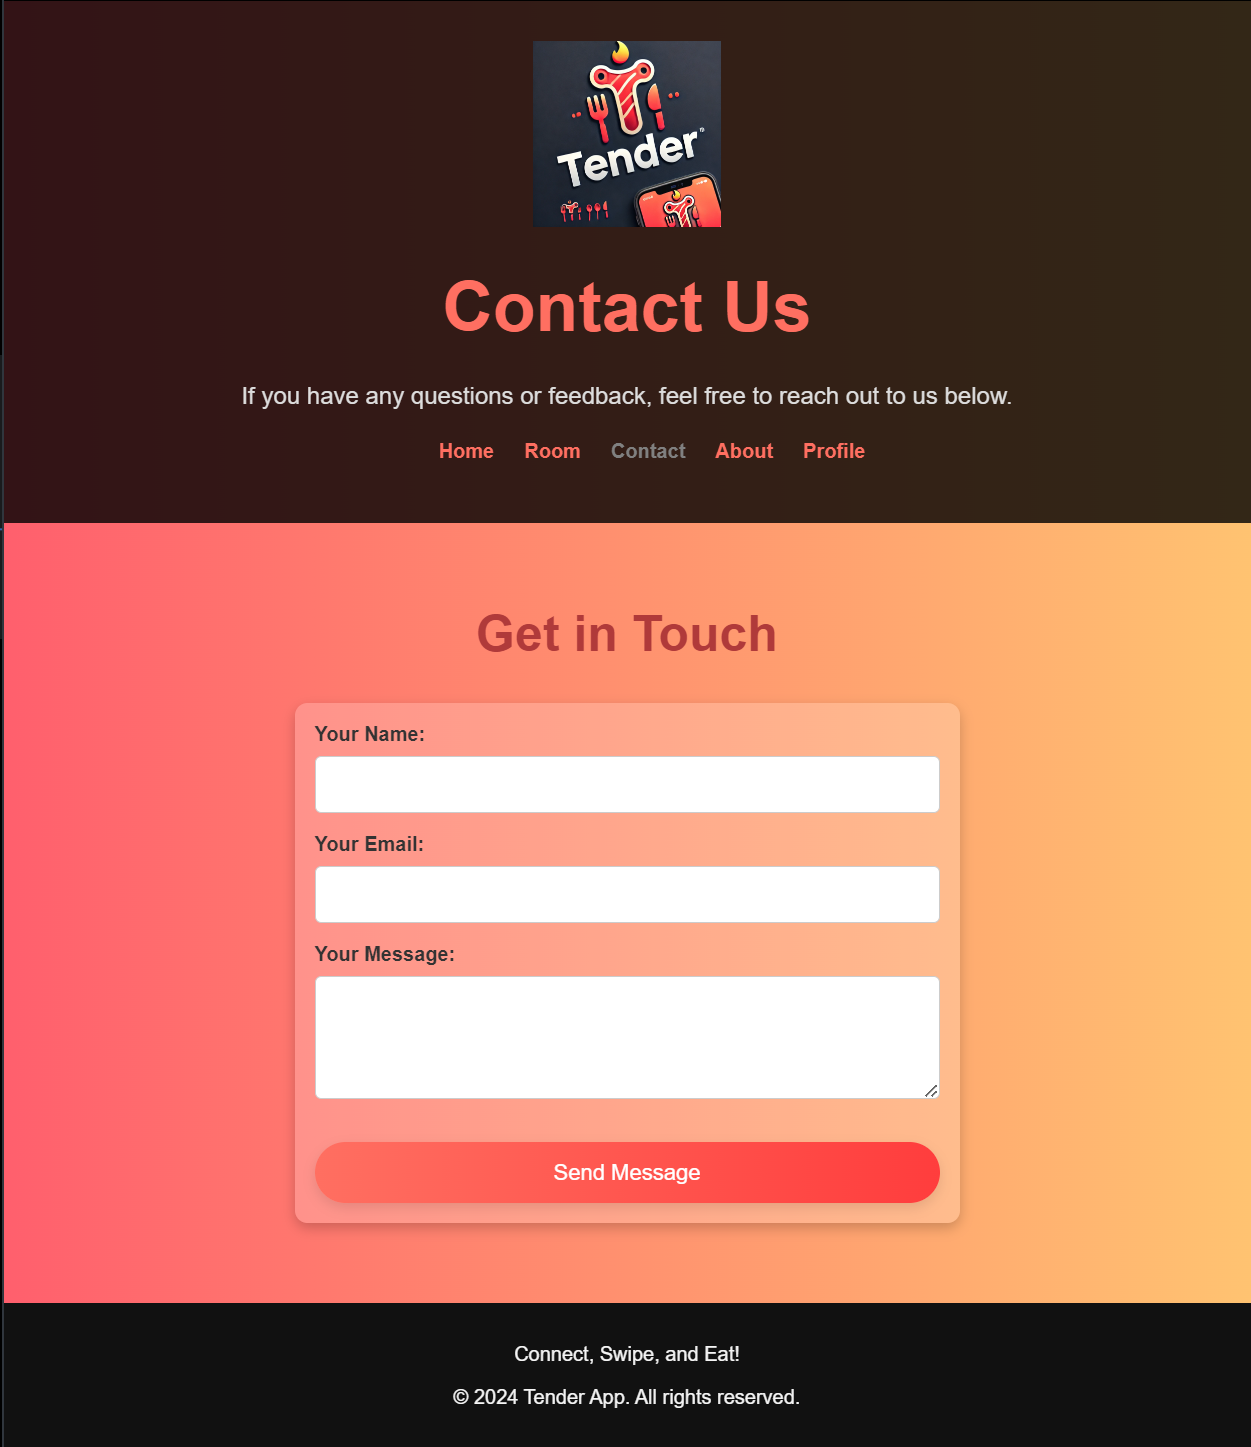 Tender
Contact Us
If you have any questions or feedback, feel free to reach out to us below.
Home Room Contact About Profile
Get in Touch
Your Name:
Your Email:
Your Message:
Send Message
Connect, Swipe, and Eat!
© 2024 Tender App. All rights reserved.